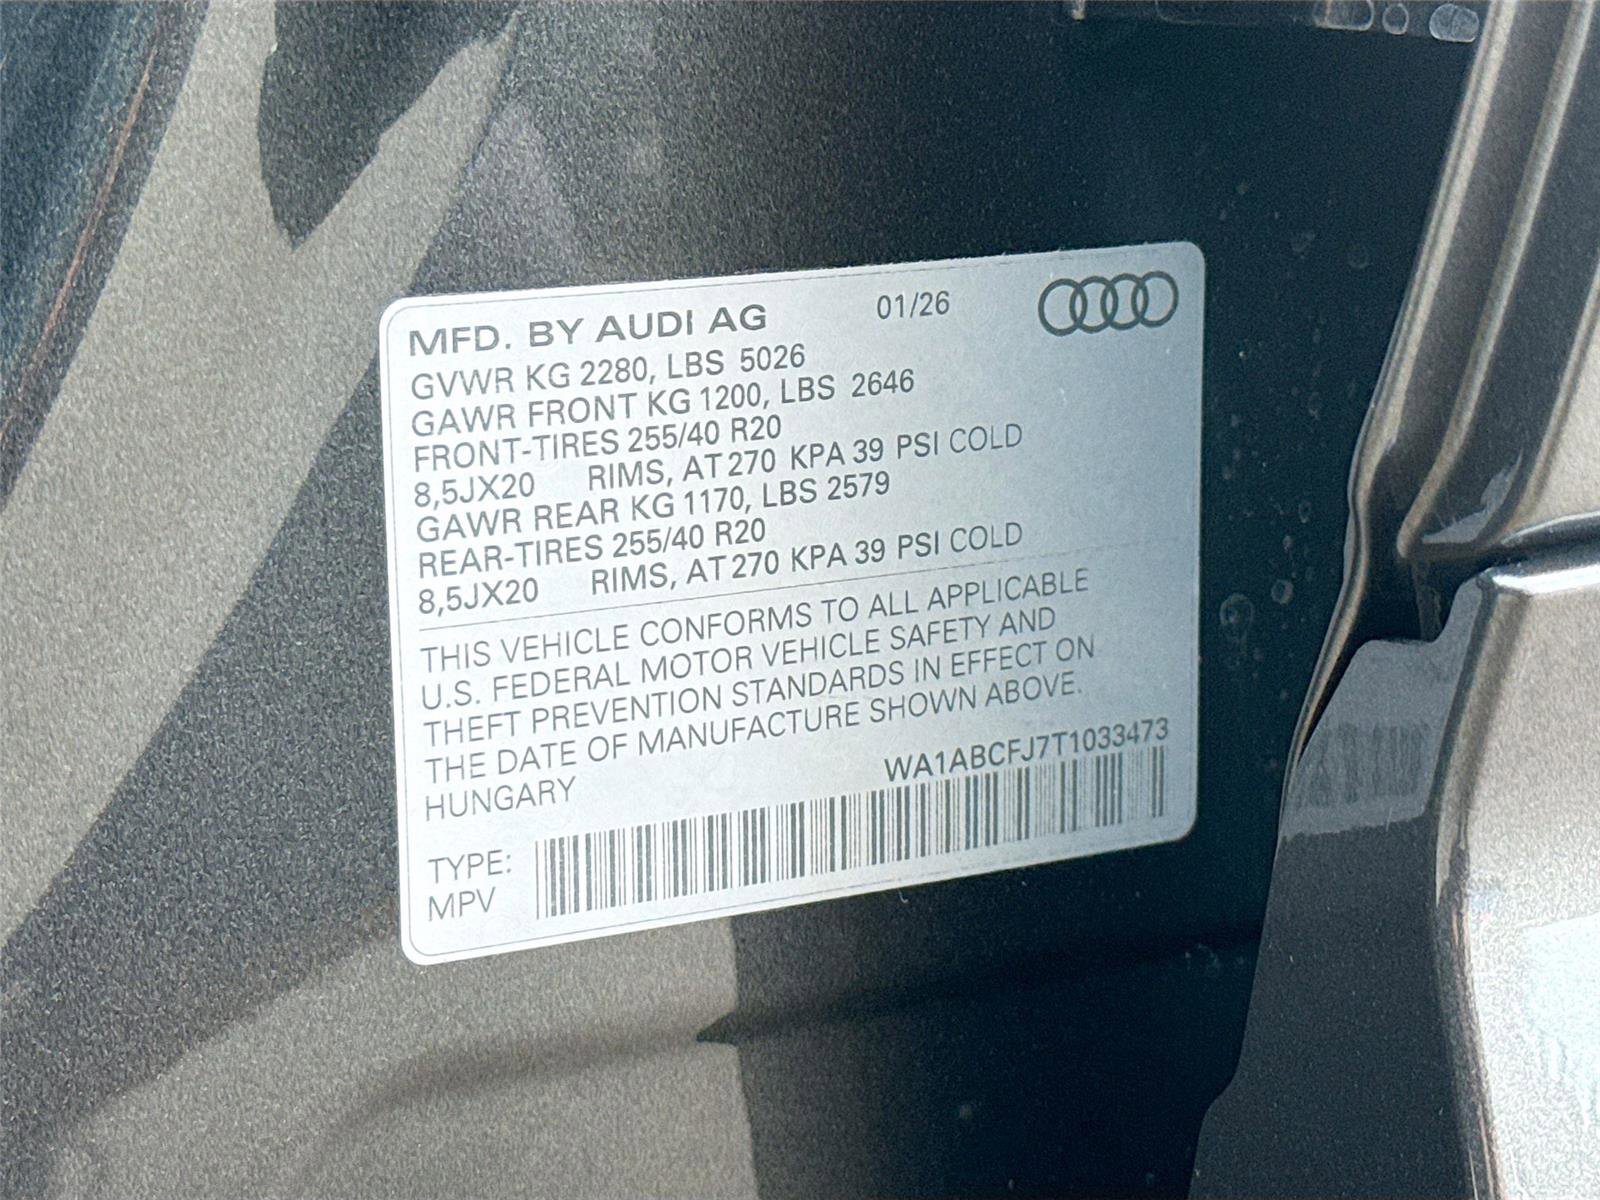 MFD. BY AUDI AG 01/26
GVWR KG 2280, LBS 5026
GAWR FRONT KG 1200, LBS 2646
FRONT-TIRES 255/40 R20
8,5JX20 RIMS, AT 270 KPA 39 PSI COLD
GAWR REAR KG 1170, LBS 2579
REAR-TIRES 255/40 R20
8,5JX20 RIMS, AT 270 KPA 39 PSI COLD
THIS VEHICLE CONFORMS TO ALL APPLICABLE
U.S. FEDERAL MOTOR VEHICLE SAFETY AND
THEFT PREVENTION STANDARDS IN EFFECT ON
THE DATE OF MANUFACTURE SHOWN ABOVE.
HUNGARY WA1ABCFJ7T1033473
TYPE:
MPV